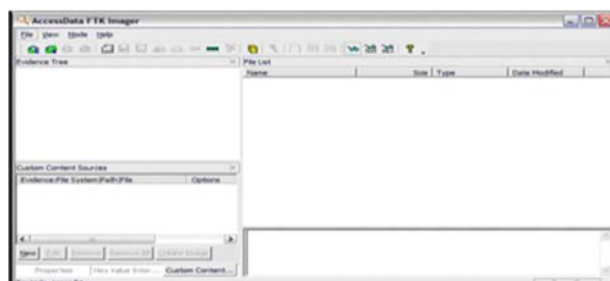 AccessData FTK Imager
File View Mode Help
Evidence Tree
File List
Name Size Type Date Modified
Custom Content Sources
Evidence:File System|Path|File Options
New Edit Remove Remove All Create Image
Properties Hex Value Inter... Custom Content...